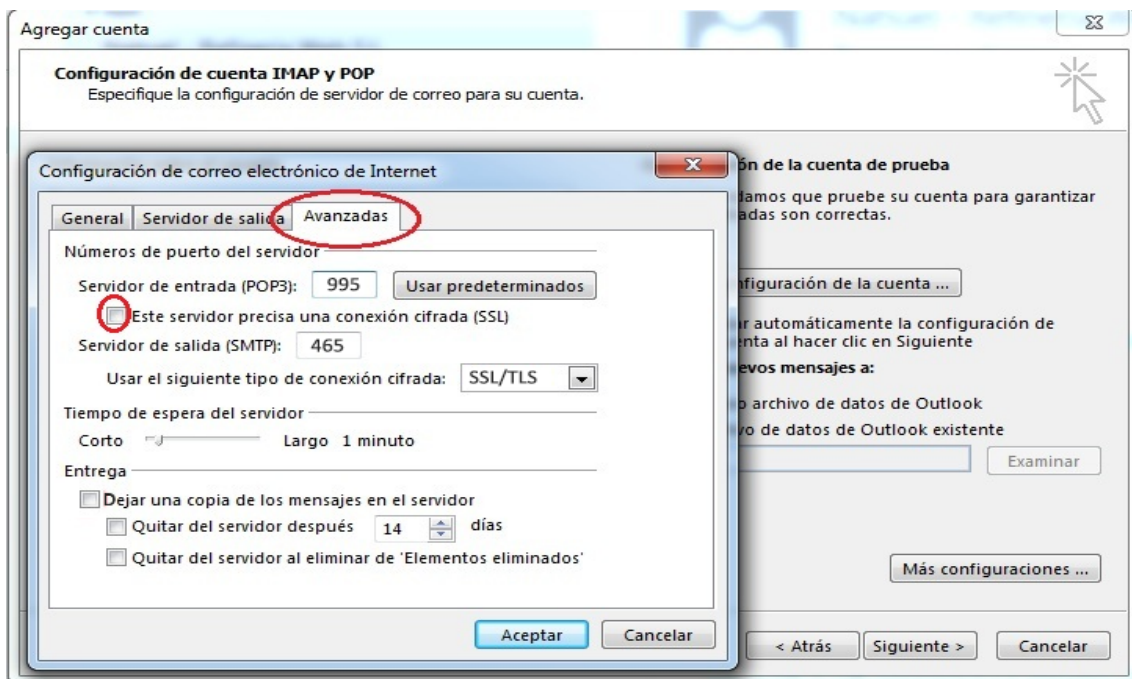 Agregar cuenta
Configuración de cuenta IMAP y POP
Especifique la configuración de servidor de correo para su cuenta.
Configuración de correo electrónico de Internet
General Servidor de salida Avanzadas
Números de puerto del servidor
Servidor de entrada (POP3): 995 Usar predeterminados
Este servidor precisa una conexión cifrada (SSL)
Servidor de salida (SMTP): 465
Usar el siguiente tipo de conexión cifrada: SSL/TLS
Tiempo de espera del servidor
Corto Largo 1 minuto
Entrega
Dejar una copia de los mensajes en el servidor
Quitar del servidor después 14 días
Quitar del servidor al eliminar de 'Elementos eliminados'
Aceptar Cancelar
ón de la cuenta de prueba
damos que pruebe su cuenta para garantizar
adas son correctas.
nfiguración de la cuenta ...
ar automáticamente la configuración de
enta al hacer clic en Siguiente
evos mensajes a:
o archivo de datos de Outlook
vo de datos de Outlook existente
Examinar
Más configuraciones ...
< Atrás Siguiente > Cancelar